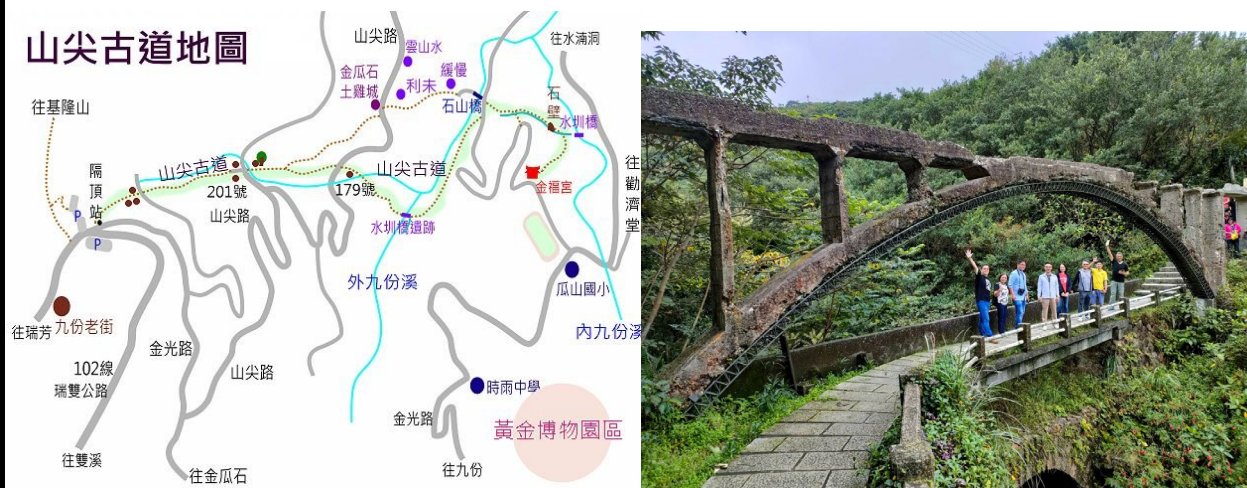 山尖古道地圖
山尖路
雲山水
往水湳洞
金瓜石
土雞城
利未
緩慢
石山橋
石壁
水圳橋
往基隆山
隔頂站
P
P
山尖古道
201號
山尖路
179號
山尖古道
金福宮
往勸濟堂
水圳橋遺跡
外九份溪
瓜山國小
內九份溪
往瑞芳
九份老街
102線
瑞雙公路
金光路
山尖路
時雨中學
金光路
黃金博物園區
往雙溪
往金瓜石
往九份